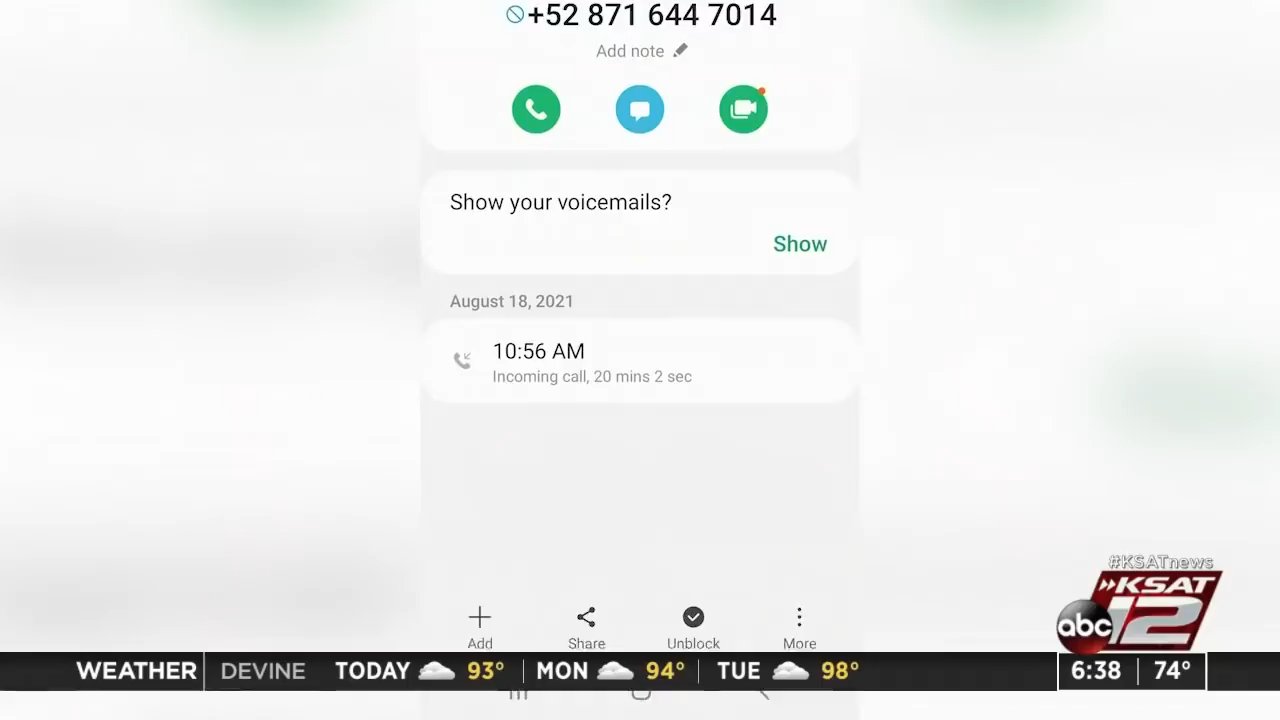 +52 871 644 7014
Add note
Show your voicemails?
Show
August 18, 2021
10:56 AM
Incoming call, 20 mins 2 sec
Add
Share
Unblock
More
#KSATnews
KSAT
abc 12
WEATHER DEVINE TODAY 93° MON 94° TUE 98°
6:38 74°